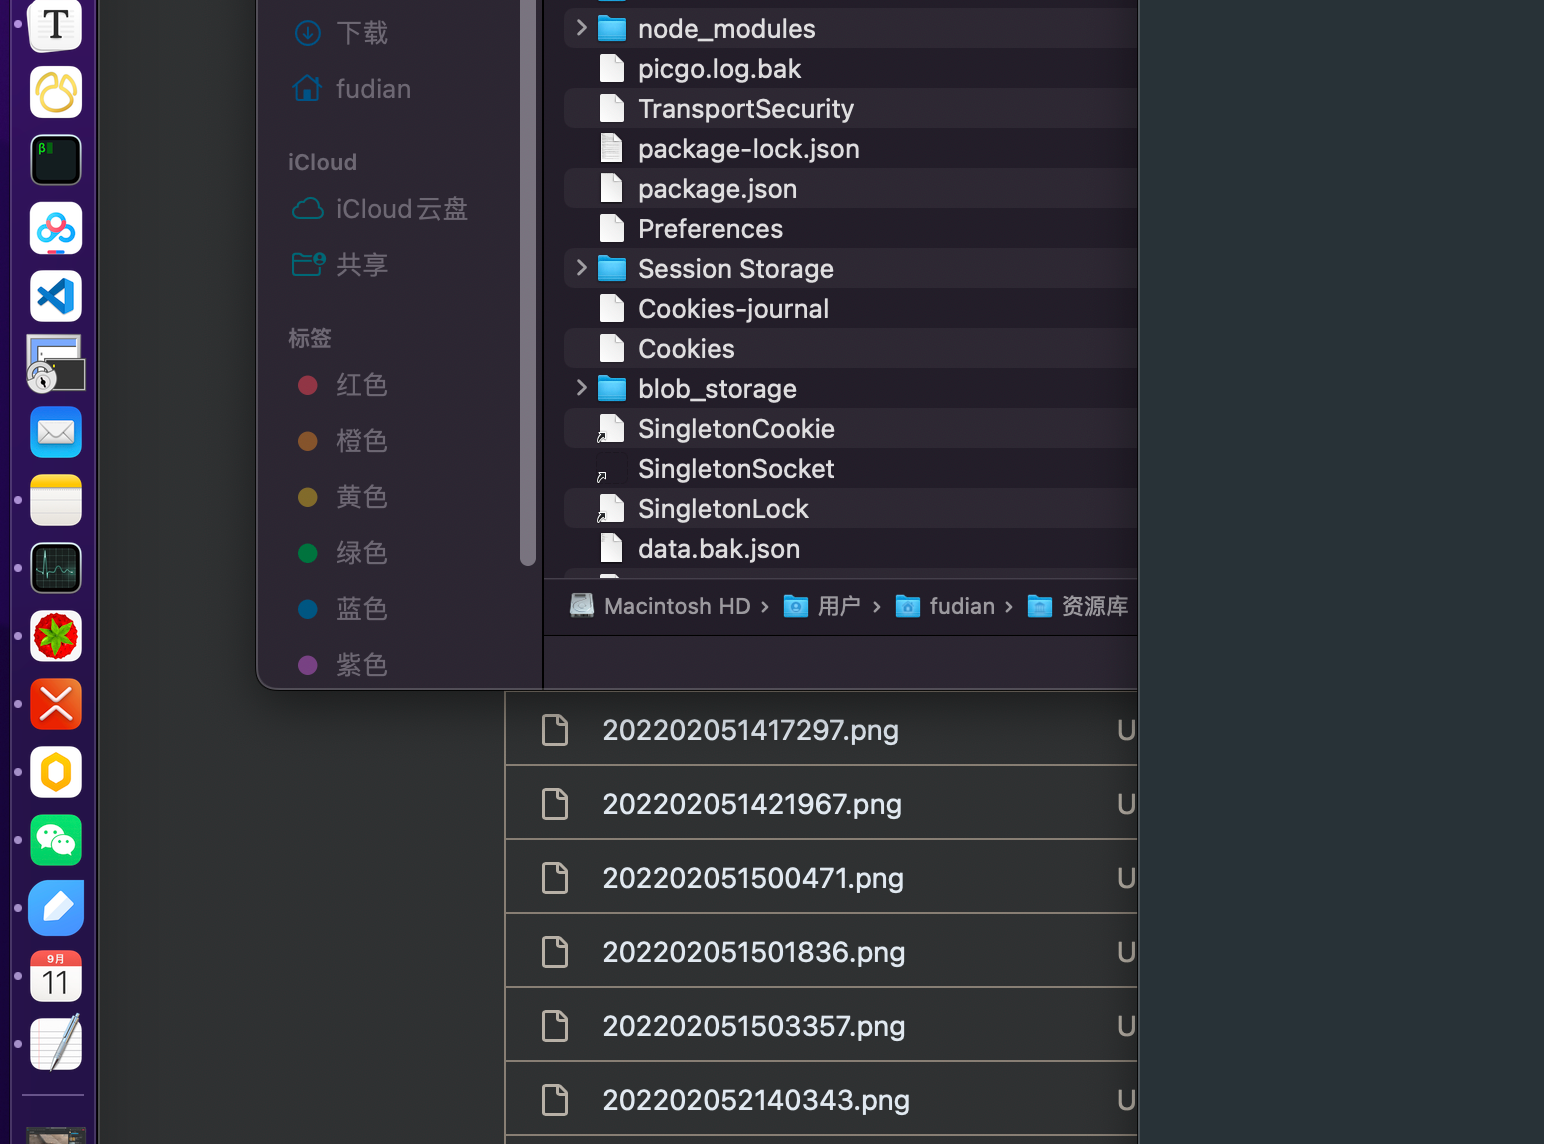 T
β
9月
11
下载
fudian
iCloud
iCloud云盘
共享
标签
红色
橙色
黄色
绿色
蓝色
紫色
node_modules
picgo.log.bak
TransportSecurity
package-lock.json
package.json
Preferences
Session Storage
Cookies-journal
Cookies
blob_storage
SingletonCookie
SingletonSocket
SingletonLock
data.bak.json
Macintosh HD › 用户 › fudian › 资源库
202202051417297.png U
202202051421967.png U
202202051500471.png U
202202051501836.png U
202202051503357.png U
202202052140343.png U